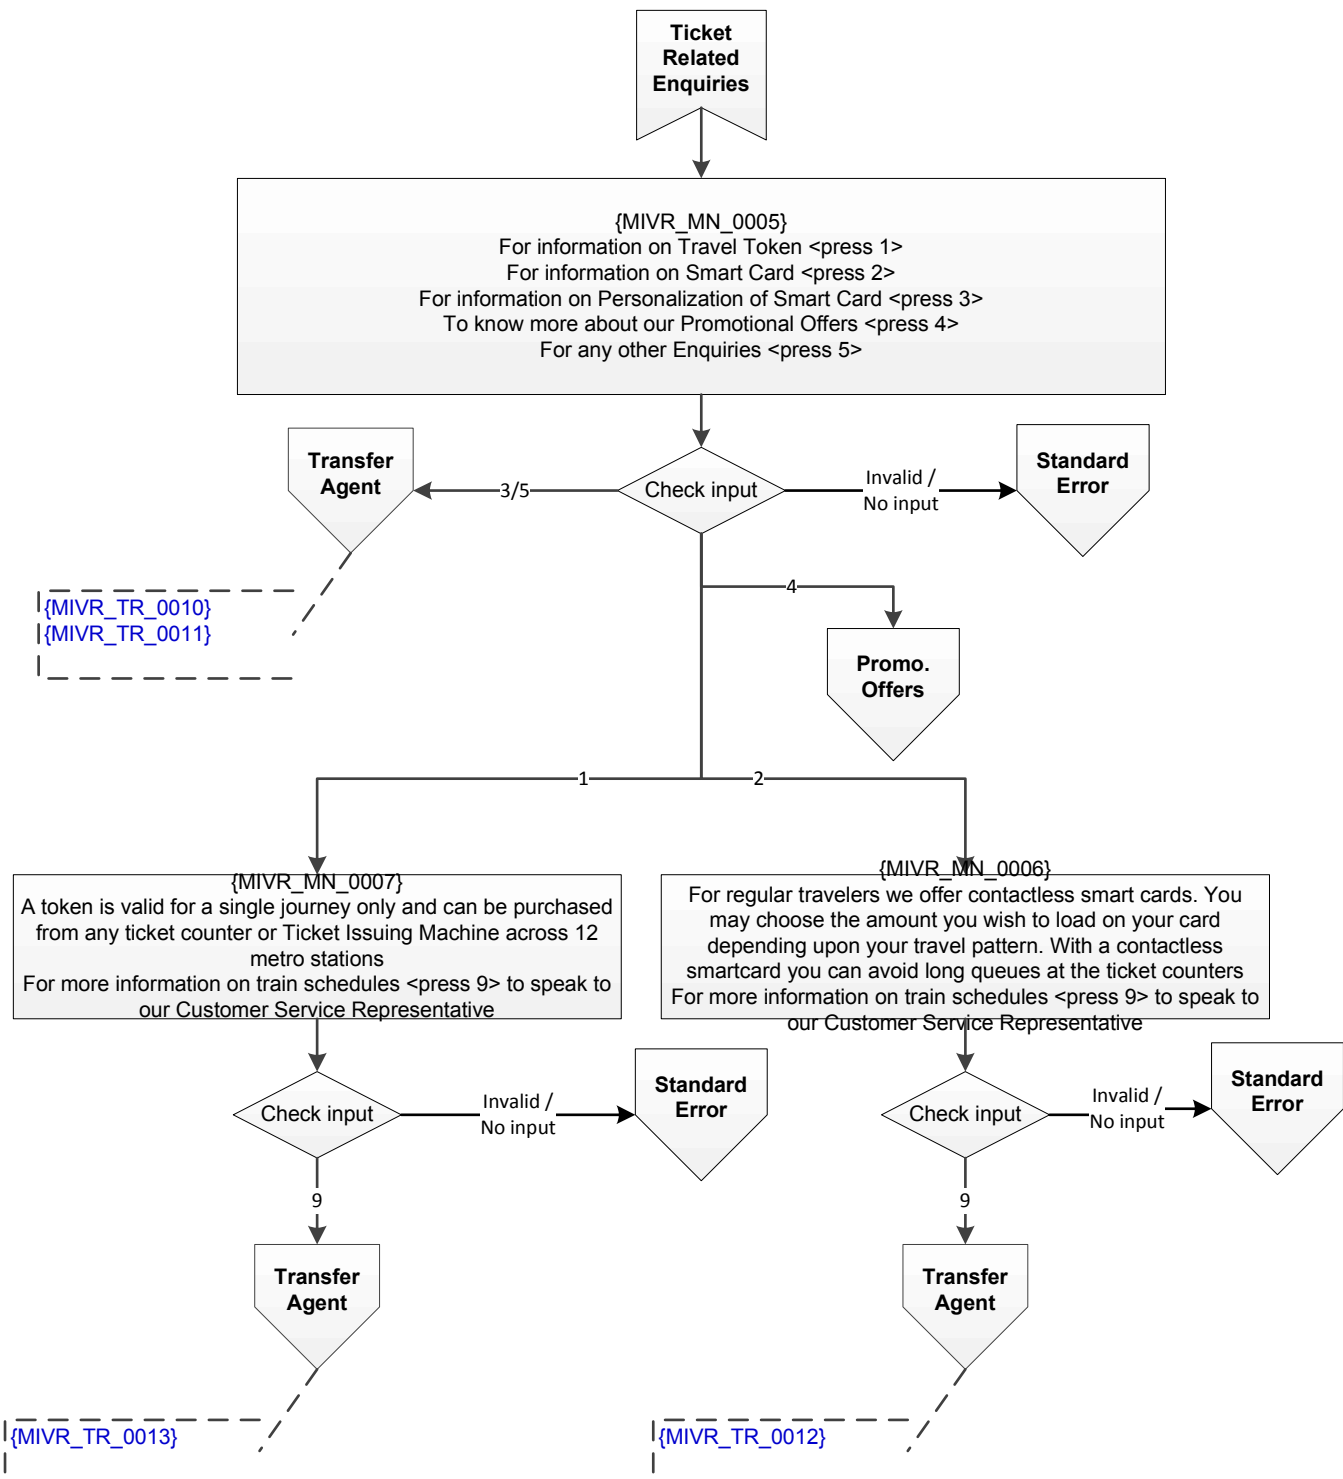 Ticket
Related
Enquiries
{MIVR_MN_0005}
For information on Travel Token <press 1>
For information on Smart Card <press 2>
For information on Personalization of Smart Card <press 3>
To know more about our Promotional Offers <press 4>
For any other Enquiries <press 5>
Transfer
Agent
3/5
Check input
Invalid /
No input
Standard
Error
{MIVR_TR_0010}
{MIVR_TR_0011}
4
Promo.
Offers
1
2
{MIVR_MN_0007}
A token is valid for a single journey only and can be purchased
from any ticket counter or Ticket Issuing Machine across 12
metro stations
For more information on train schedules <press 9> to speak to
our Customer Service Representative
{MIVR_MN_0006}
For regular travelers we offer contactless smart cards. You
may choose the amount you wish to load on your card
depending upon your travel pattern. With a contactless
smartcard you can avoid long queues at the ticket counters
For more information on train schedules <press 9> to speak to
our Customer Service Representative
Check input
Invalid /
No input
Standard
Error
Check input
Invalid /
No input
Standard
Error
9
9
Transfer
Agent
Transfer
Agent
{MIVR_TR_0013}
{MIVR_TR_0012}